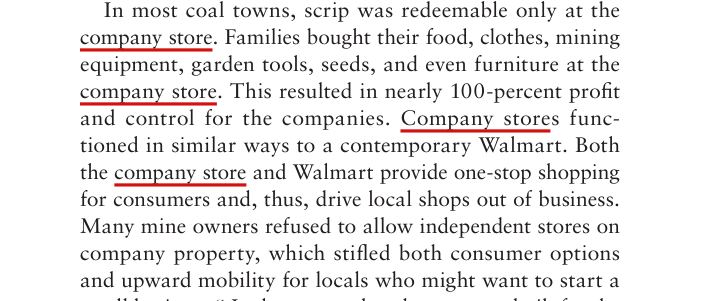 In most coal towns, scrip was redeemable only at the
company store. Families bought their food, clothes, mining
equipment, garden tools, seeds, and even furniture at the
company store. This resulted in nearly 100-percent profit
and control for the companies. Company stores func-
tioned in similar ways to a contemporary Walmart. Both
the company store and Walmart provide one-stop shopping
for consumers and, thus, drive local shops out of business.
Many mine owners refused to allow independent stores on
company property, which stifled both consumer options
and upward mobility for locals who might want to start a